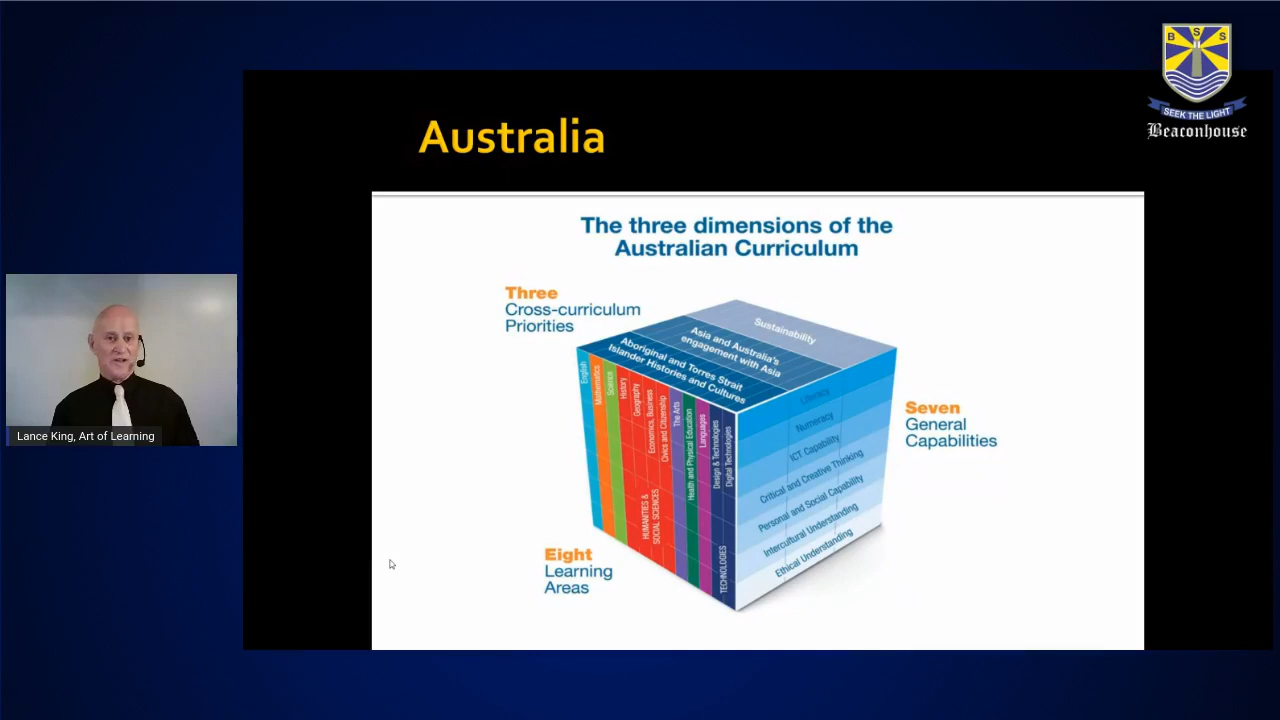 B S S
SEEK THE LIGHT
Beaconhouse
Australia
The three dimensions of the
Australian Curriculum
Three
Cross-curriculum
Priorities
Sustainability
Asia and Australia's
engagement with Asia
Aboriginal and Torres Strait
Islander Histories and Cultures
English
Mathematics
Science
History
Geography
Economics, Business
Civics and Citizenship
HUMANITIES &
SOCIAL SCIENCES
The Arts
Health and Physical Education
Languages
Design & Technologies
Digital Technologies
TECHNOLOGIES
Literacy
Numeracy
ICT Capability
Critical and Creative Thinking
Personal and Social Capability
Intercultural Understanding
Ethical Understanding
Seven
General
Capabilities
Eight
Learning
Areas
Lance King, Art of Learning